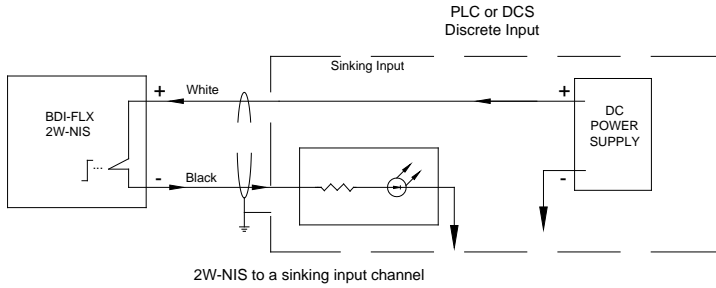 PLC or DCS
Discrete Input
Sinking Input
+ White +
BDI-FLX
2W-NIS
DC
POWER
SUPPLY
- Black -
2W-NIS to a sinking input channel